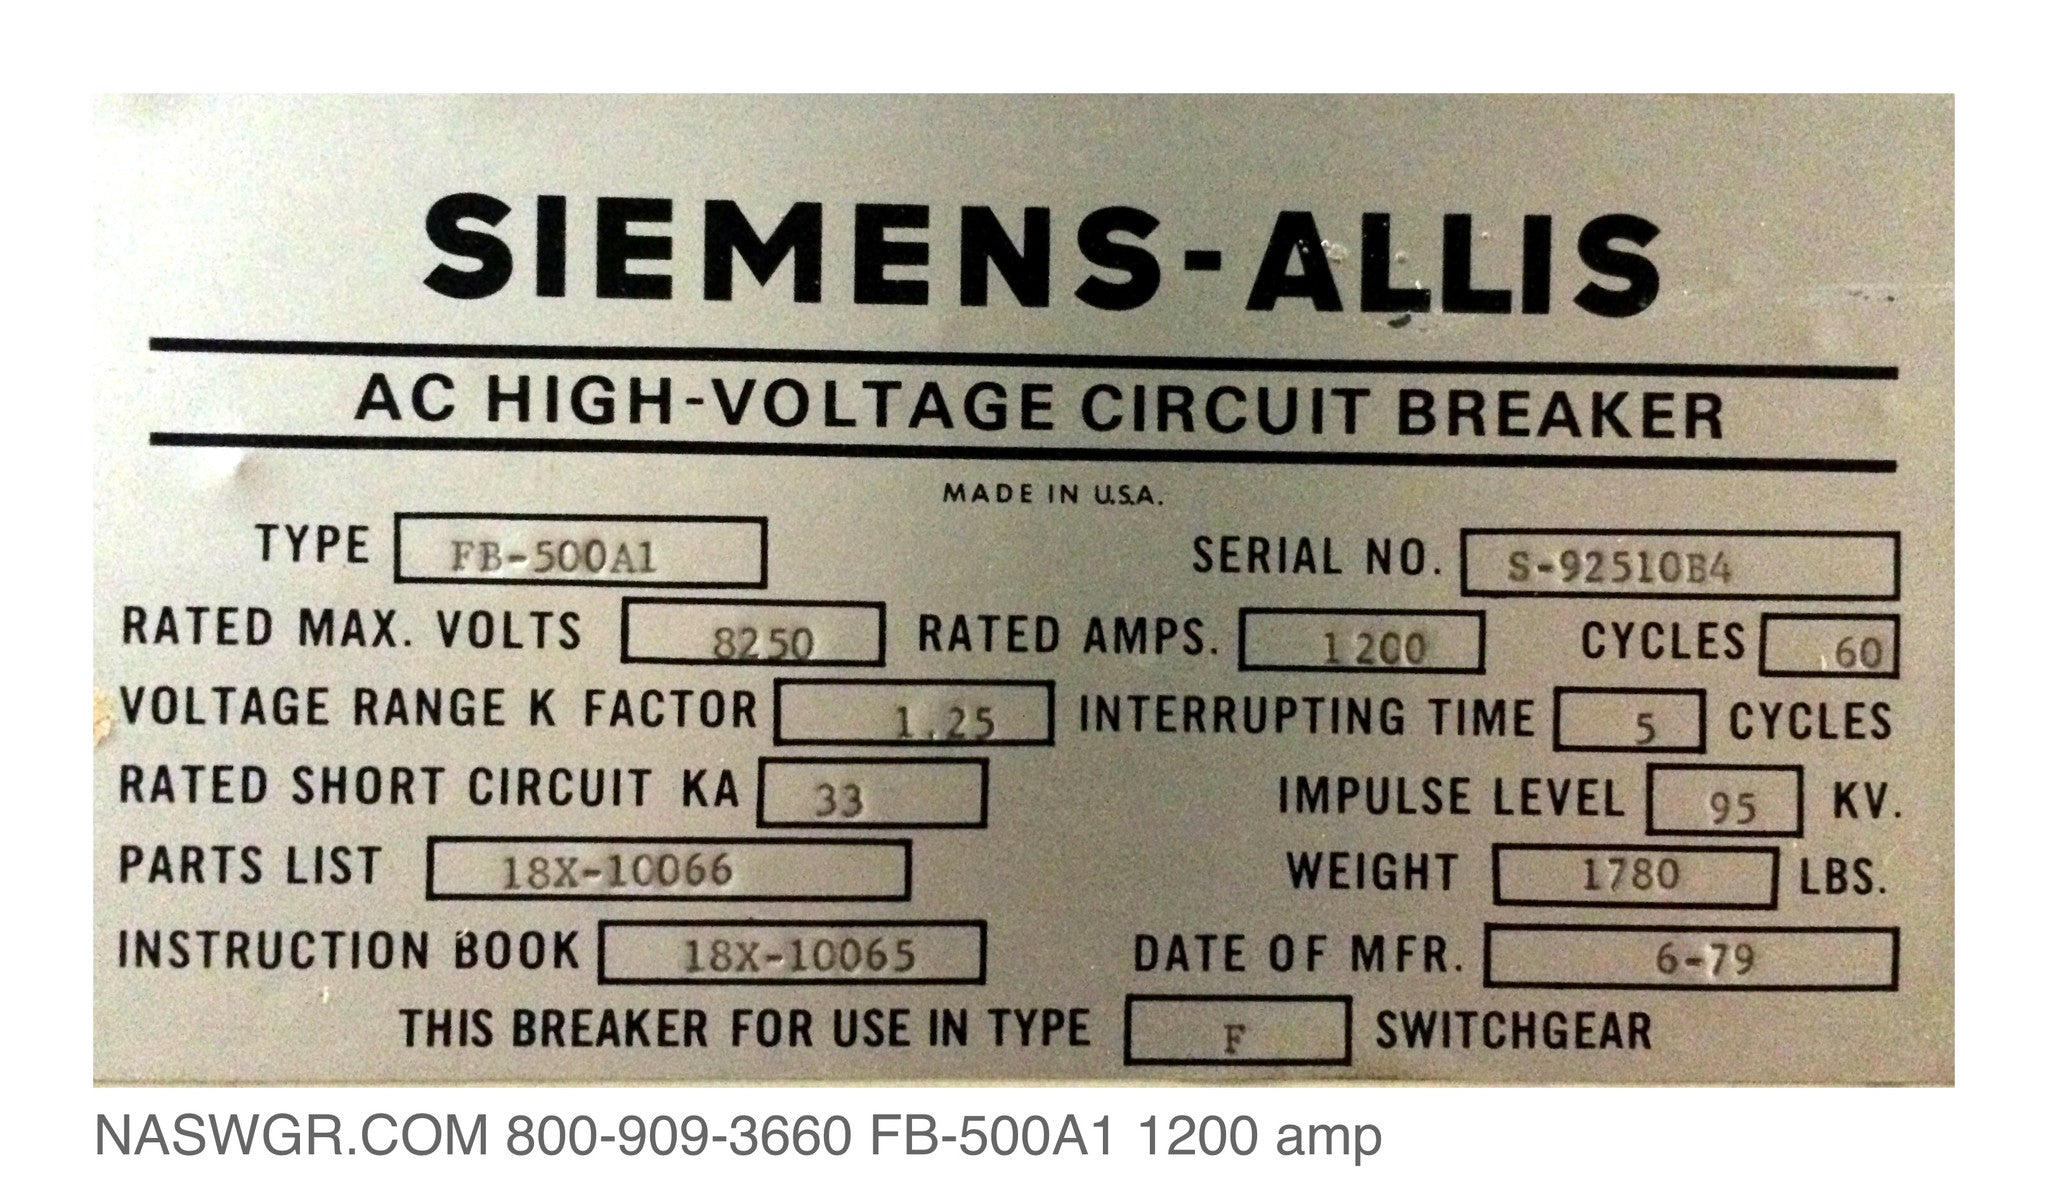 SIEMENS-ALLIS
AC HIGH-VOLTAGE CIRCUIT BREAKER
MADE IN U.S.A.
TYPE FB-500A1 SERIAL NO. S-92510B4
RATED MAX. VOLTS 8250 RATED AMPS. 1200 CYCLES 60
VOLTAGE RANGE K FACTOR 1.25 INTERRUPTING TIME 5 CYCLES
RATED SHORT CIRCUIT KA 33 IMPULSE LEVEL 95 KV.
PARTS LIST 18X-10066 WEIGHT 1780 LBS.
INSTRUCTION BOOK 18X-10065 DATE OF MFR. 6-79
THIS BREAKER FOR USE IN TYPE F SWITCHGEAR
NASWGR.COM 800-909-3660 FB-500A1 1200 amp